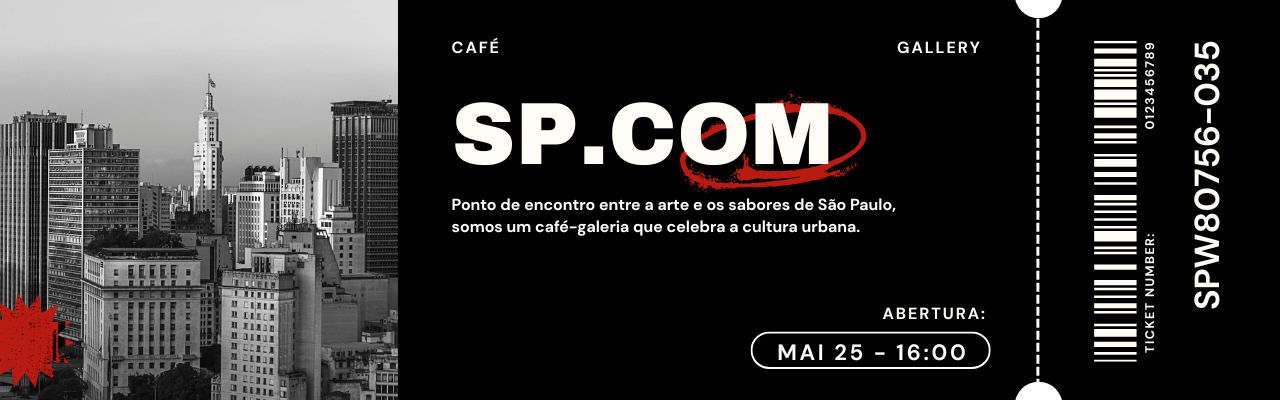 CAFÉ
GALLERY
SP.COM
Ponto de encontro entre a arte e os sabores de São Paulo,
somos um café-galeria que celebra a cultura urbana.
ABERTURA:
MAI 25 - 16:00
TICKET NUMBER:
0123456789
SPW80756-035